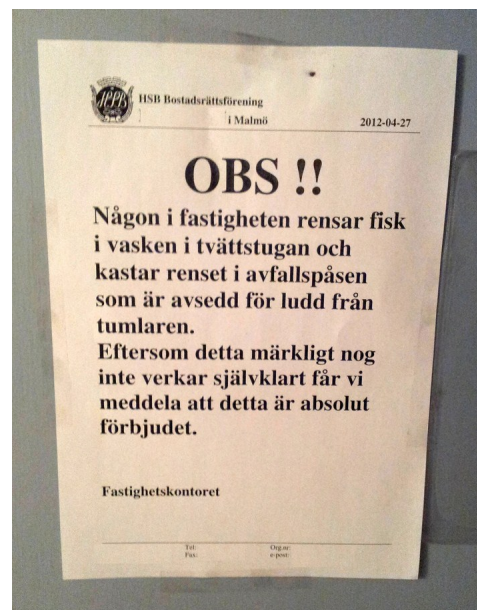 HSB
HSB Bostadsrättsförening
i Malmö
2012-04-27
OBS !!
Någon i fastigheten rensar fisk
i vasken i tvättstugan och
kastar renset i avfallspåsen
som är avsedd för ludd från
tumlaren.
Eftersom detta märkligt nog
inte verkar självklart får vi
meddela att detta är absolut
förbjudet.
Fastighetskontoret
Tel: Org.nr:
Fax: e-post: